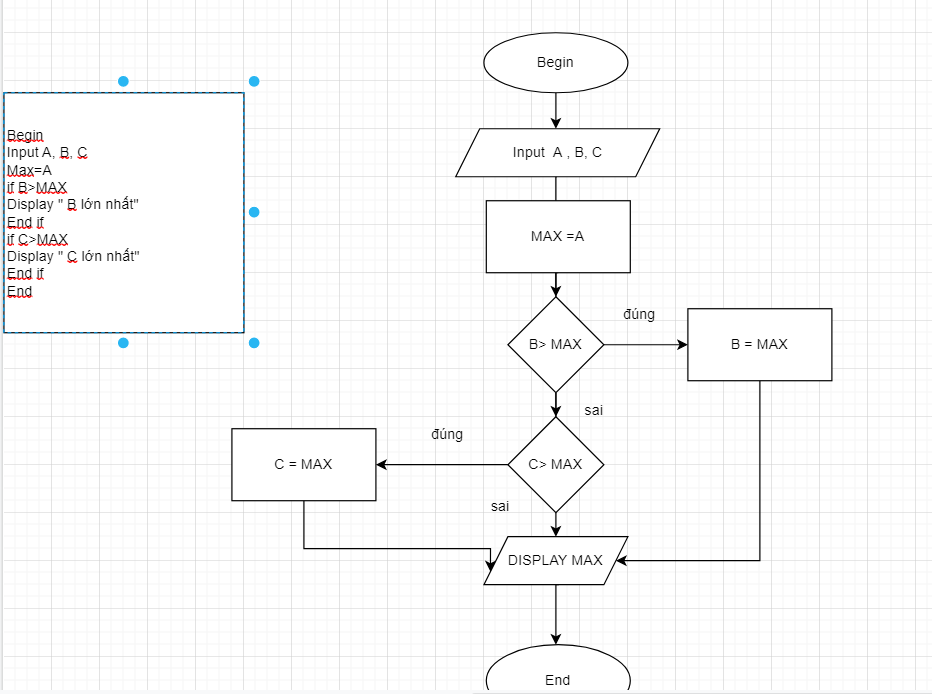 Begin
Input A, B, C
Max=A
if B>MAX
Display " B lớn nhất"
End if
if C>MAX
Display " C lớn nhất"
End if
End
Begin
Input A , B, C
MAX =A
B> MAX
đúng
B = MAX
sai
C> MAX
đúng
C = MAX
sai
DISPLAY MAX
End